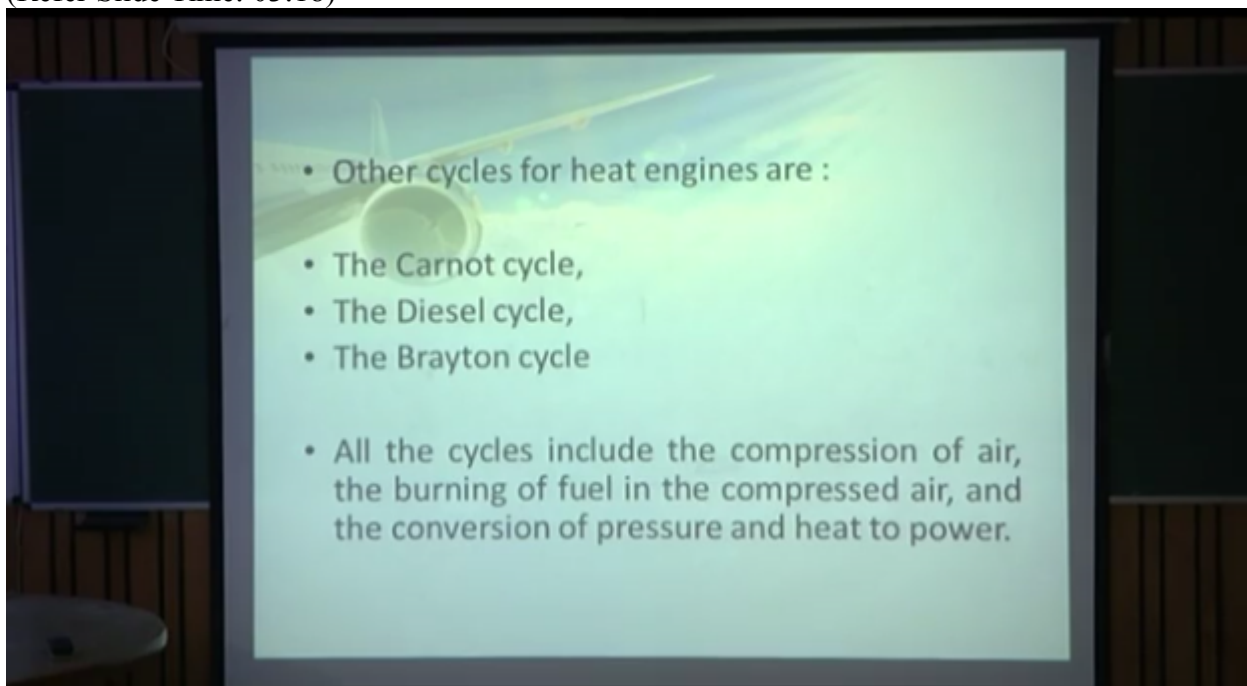 • Other cycles for heat engines are :
• The Carnot cycle,
• The Diesel cycle,
• The Brayton cycle
• All the cycles include the compression of air,
the burning of fuel in the compressed air, and
the conversion of pressure and heat to power.